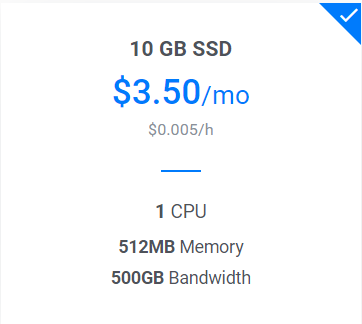 10 GB SSD
$3.50/mo
$0.005/h
1 CPU
512MB Memory
500GB Bandwidth